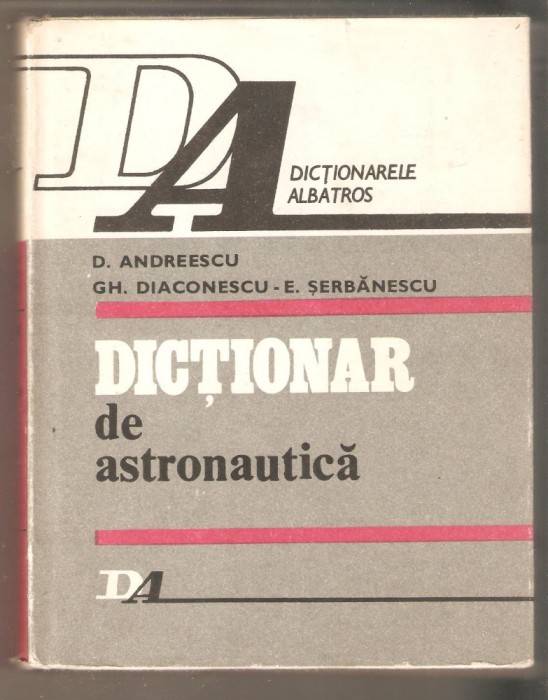 DA
DICȚIONARELE
ALBATROS
D. ANDREESCU
GH. DIACONESCU - E. ȘERBĂNESCU
DICȚIONAR
de
astronautică
DA